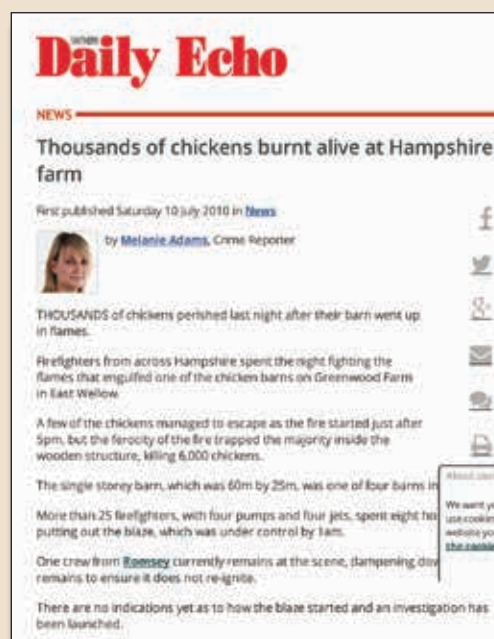 Daily Echo
NEWS
Thousands of chickens burnt alive at Hampshire
farm
First published Saturday 10 July 2010 in News
by Melanie Adams, Crime Reporter
THOUSANDS of chickens perished last night after their barn went up
in flames.
Firefighters from across Hampshire spent the night fighting the
flames that engulfed one of the chicken barns on Greenwood Farm
in East Wellow.
A few of the chickens managed to escape as the fire started just after
5pm, but the ferocity of the fire trapped the majority inside the
wooden structure, killing 6,000 chickens.
The single storey barn, which was 60m by 25m, was one of four barns in
More than 25 firefighters, with four pumps and four jets, spent eight
putting out the blaze, which was under control by 1am.
One crew from Romsey currently remains at the scene, dampening
remains to ensure it does not re-ignite.
There are no indications yet as to how the blaze started and an investigation has
been launched.
About
We want
use cookies
website you
the